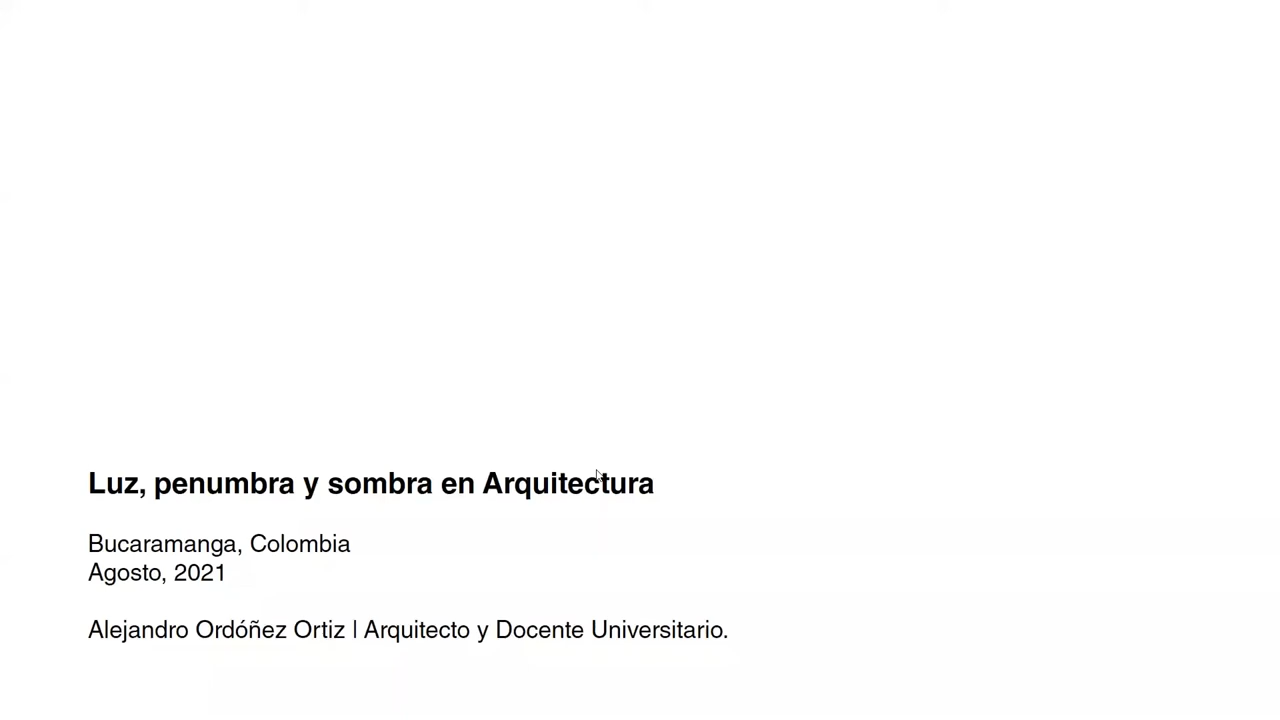 Luz, penumbra y sombra en Arquitectura
Bucaramanga, Colombia
Agosto, 2021
Alejandro Ordóñez Ortiz | Arquitecto y Docente Universitario.